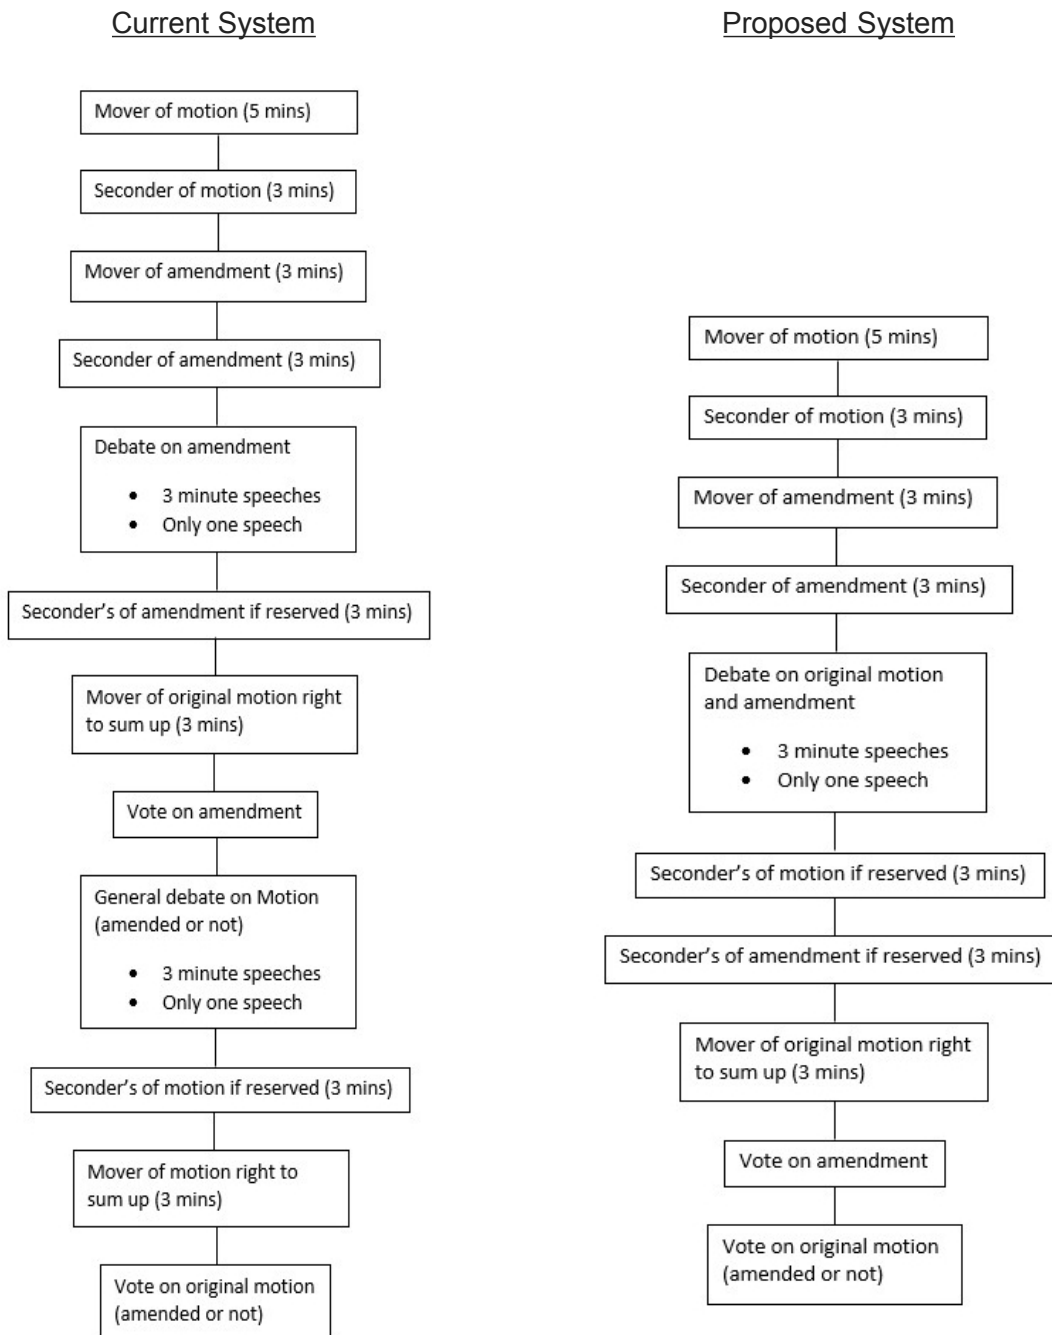 Current System
Mover of motion (5 mins)
Seconder of motion (3 mins)
Mover of amendment (3 mins)
Seconder of amendment (3 mins)
Debate on amendment
• 3 minute speeches
• Only one speech
Seconder's of amendment if reserved (3 mins)
Mover of original motion right
to sum up (3 mins)
Vote on amendment
General debate on Motion
(amended or not)
• 3 minute speeches
• Only one speech
Seconder's of motion if reserved (3 mins)
Mover of motion right to
sum up (3 mins)
Vote on original motion
(amended or not)
Proposed System
Mover of motion (5 mins)
Seconder of motion (3 mins)
Mover of amendment (3 mins)
Seconder of amendment (3 mins)
Debate on original motion
and amendment
• 3 minute speeches
• Only one speech
Seconder's of motion if reserved (3 mins)
Seconder's of amendment if reserved (3 mins)
Mover of original motion right
to sum up (3 mins)
Vote on amendment
Vote on original motion
(amended or not)